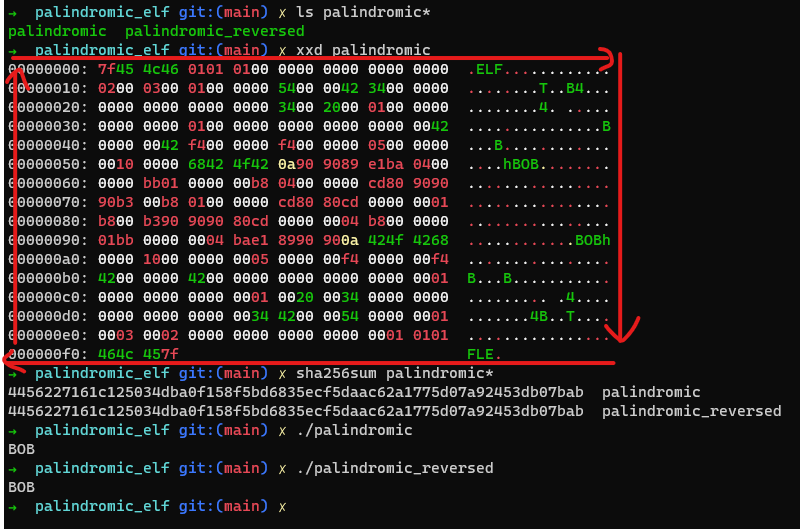 →  palindromic_elf git:(main) ✗ ls palindromic*
palindromic  palindromic_reversed
→  palindromic_elf git:(main) ✗ xxd palindromic
00000000: 7f45 4c46 0101 0100 0000 0000 0000 0000  .ELF............
00000010: 0200 0300 0100 0000 5400 0042 3400 0000  ........T..B4...
00000020: 0000 0000 0000 0000 3400 2000 0100 0000  ........4. .....
00000030: 0000 0000 0100 0000 0000 0000 0000 0042  ...............B
00000040: 0000 0042 f400 0000 f400 0000 0500 0000  ...B............
00000050: 0010 0000 6842 4f42 0a90 9089 e1ba 0400  ....hBOB........
00000060: 0000 bb01 0000 00b8 0400 0000 cd80 9090  ................
00000070: 90b3 00b8 0100 0000 cd80 80cd 0000 0001  ................
00000080: b800 b390 9090 80cd 0000 0004 b800 0000  ................
00000090: 01bb 0000 0004 bae1 8990 900a 424f 4268  ............BOBh
000000a0: 0000 1000 0000 0005 0000 00f4 0000 00f4  ................
000000b0: 4200 0000 4200 0000 0000 0000 0000 0001  B...B...........
000000c0: 0000 0000 0000 0001 0020 0034 0000 0000  ......... .4....
000000d0: 0000 0000 0000 0034 4200 0054 0000 0001  .......4B..T....
000000e0: 0003 0002 0000 0000 0000 0000 0001 0101  ................
000000f0: 464c 457f                                FLE.
→  palindromic_elf git:(main) ✗ sha256sum palindromic*
4456227161c125034dba0f158f5bd6835ecf5daac62a1775d07a92453db07bab  palindromic
4456227161c125034dba0f158f5bd6835ecf5daac62a1775d07a92453db07bab  palindromic_reversed
→  palindromic_elf git:(main) ✗ ./palindromic
BOB
→  palindromic_elf git:(main) ✗ ./palindromic_reversed
BOB
→  palindromic_elf git:(main) ✗